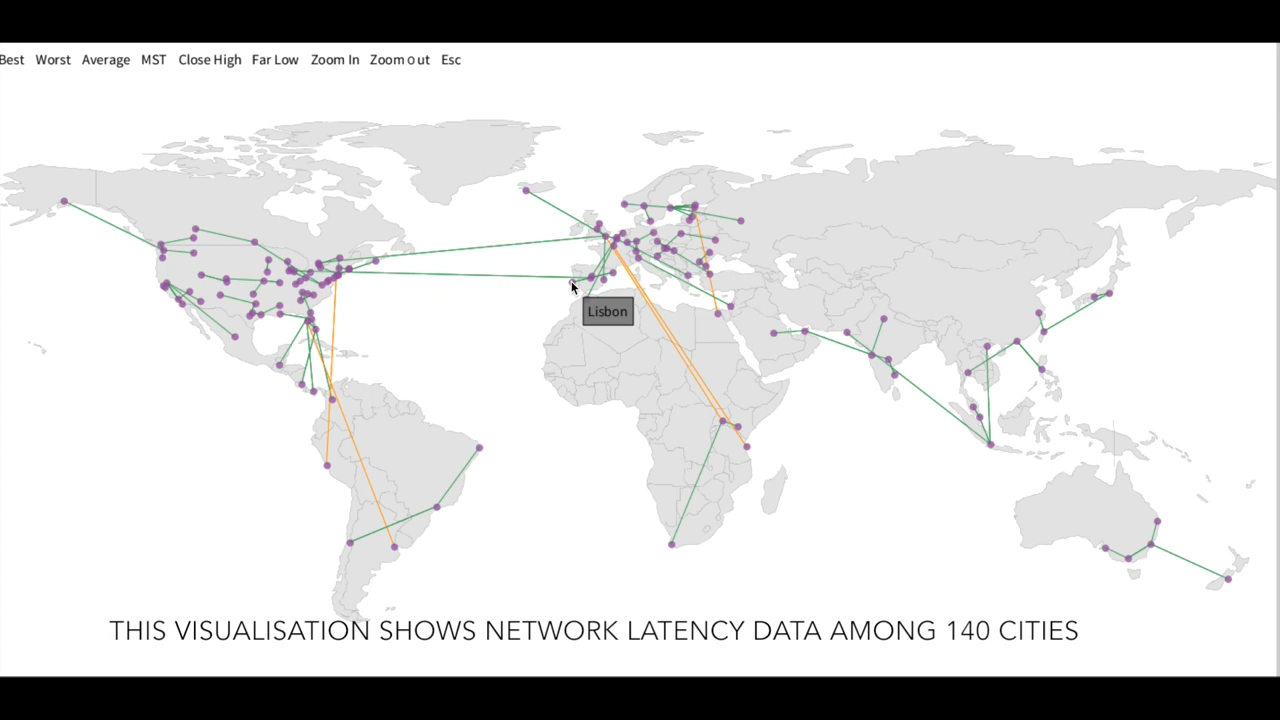 Best Worst Average MST Close High Far Low Zoom In Zoom out Esc
Lisbon
THIS VISUALISATION SHOWS NETWORK LATENCY DATA AMONG 140 CITIES